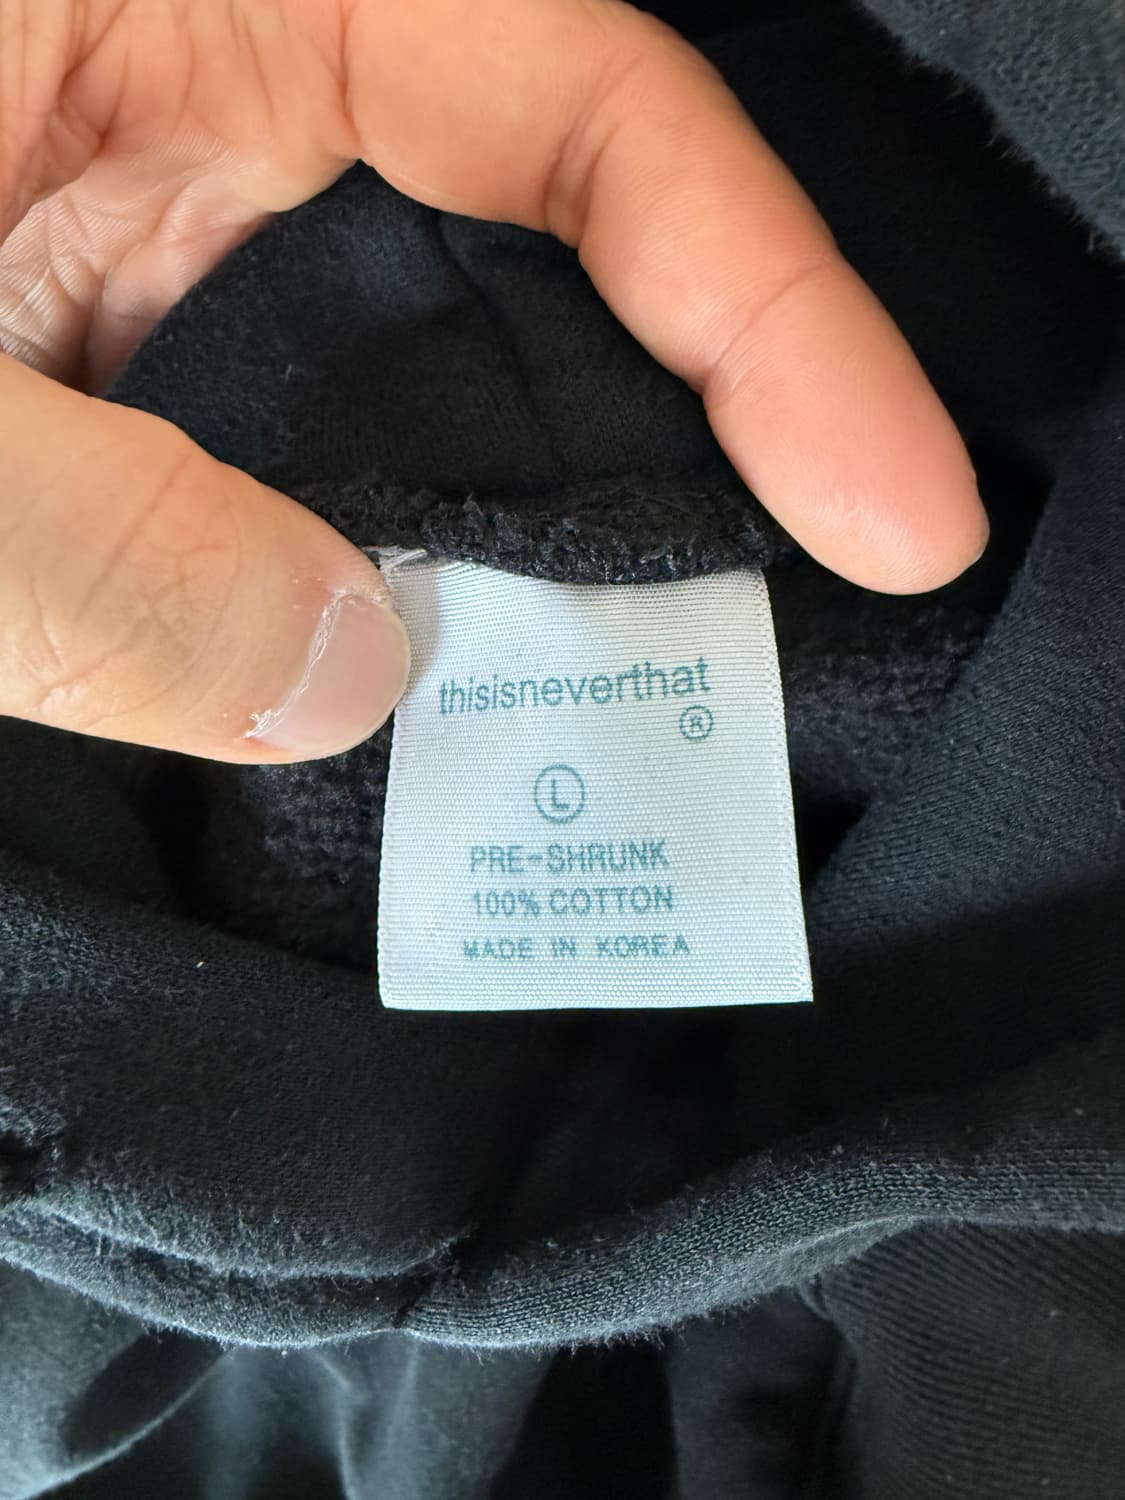 thisisneverthat
®
L
PRE-SHRUNK
100% COTTON
MADE IN KOREA